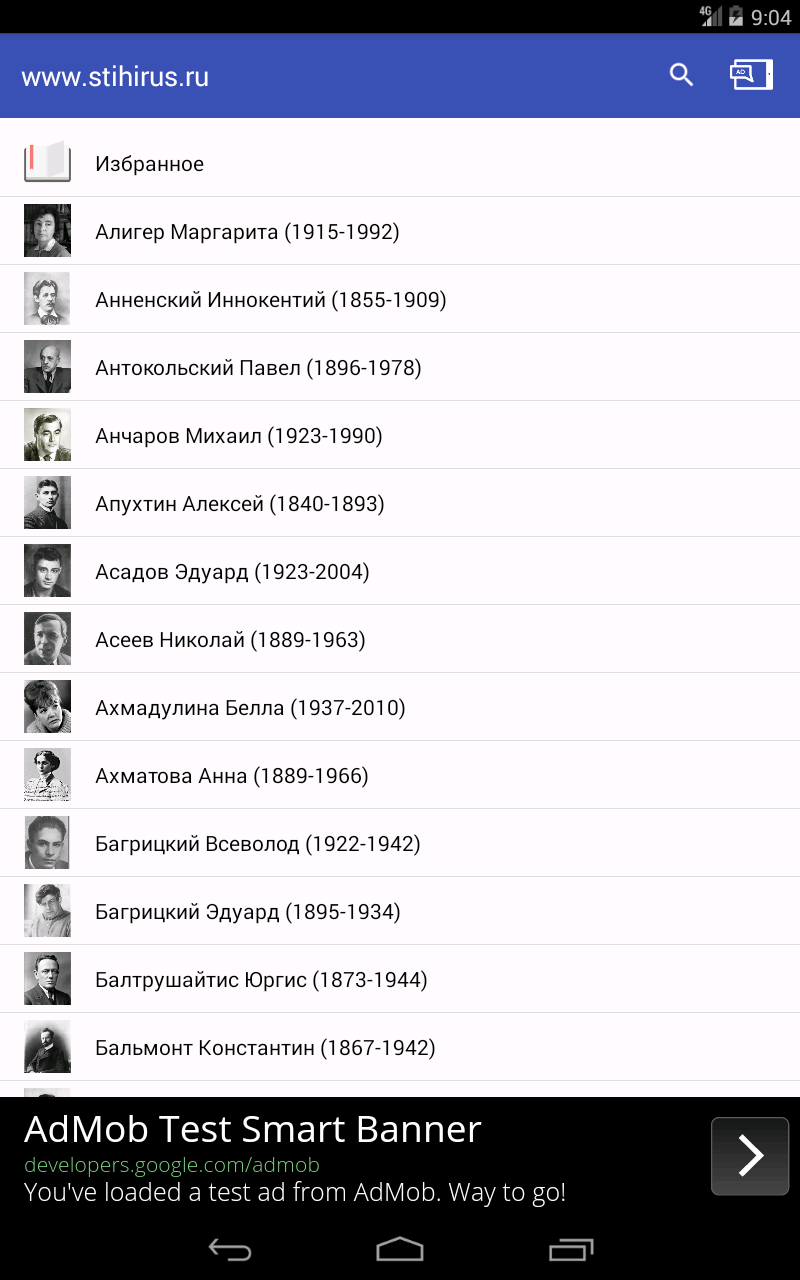 4G 9:04
www.stihirus.ru
AD
Избранное
Алигер Маргарита (1915-1992)
Анненский Иннокентий (1855-1909)
Антокольский Павел (1896-1978)
Анчаров Михаил (1923-1990)
Апухтин Алексей (1840-1893)
Асадов Эдуард (1923-2004)
Асеев Николай (1889-1963)
Ахмадулина Белла (1937-2010)
Ахматова Анна (1889-1966)
Багрицкий Всеволод (1922-1942)
Багрицкий Эдуард (1895-1934)
Балтрушайтис Юргис (1873-1944)
Бальмонт Константин (1867-1942)
AdMob Test Smart Banner
developers.google.com/admob
You've loaded a test ad from AdMob. Way to go!